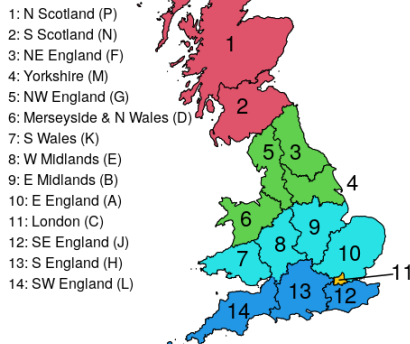 1: N Scotland (P)
2: S Scotland (N)
3: NE England (F)
4: Yorkshire (M)
5: NW England (G)
6: Merseyside & N Wales (D)
7: S Wales (K)
8: W Midlands (E)
9: E Midlands (B)
10: E England (A)
11: London (C)
12: SE England (J)
13: S England (H)
14: SW England (L)
1
2
5
3
4
6
9
8
10
7
11
13
12
14